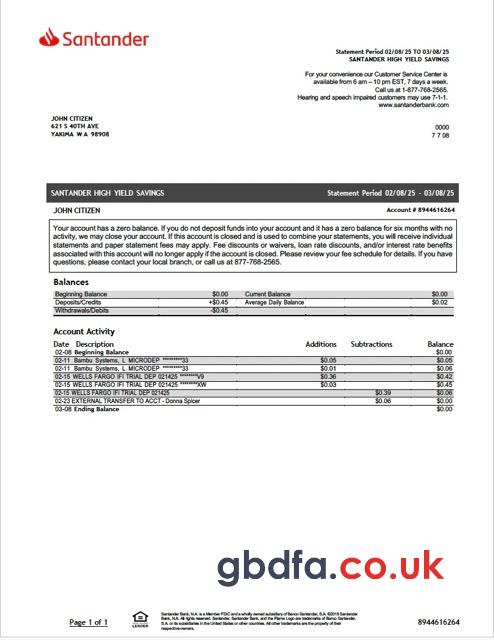 Santander
Statement Period 02/08/25 TO 03/08/25
SANTANDER HIGH YIELD SAVINGS
For your convenience our Customer Service Center is
available from 6 am – 10 pm EST, 7 days a week.
Call us at 1-877-768-2565.
Hearing and speech impaired customers may use 7-1-1.
www.santanderbank.com
JOHN CITIZEN
621 S 40TH AVE
YAKIMA WA 98908
0000
7 7 08
SANTANDER HIGH YIELD SAVINGS Statement Period 02/08/25 - 03/08/25
JOHN CITIZEN Account # 8944616264
Your account has a zero balance. If you do not deposit funds into your account and it has a zero balance for six months with no
activity, we may close your account. If this account is closed and is used to combine your statements, you will receive individual
statements and paper statement fees may apply. Fee discounts or waivers, loan rate discounts, and/or interest rate benefits
associated with this account will no longer apply if the account is closed. Please review your fee schedule for details. If you have
questions, please contact your local branch, or call us at 877-768-2565.
Balances
Beginning Balance $0.00 Current Balance $0.00
Deposits/Credits +$0.45 Average Daily Balance $0.02
Withdrawals/Debits -$0.45
Account Activity
Date Description Additions Subtractions Balance
02-08 Beginning Balance $0.00
02-11 Bambu Systems, L MICRODEP *********33 $0.05 $0.05
02-11 Bambu Systems, L MICRODEP *********33 $0.01 $0.06
02-15 WELLS FARGO IFI TRIAL DEP 021425 ********V9 $0.36 $0.42
02-15 WELLS FARGO IFI TRIAL DEP 021425 ********XW $0.03 $0.45
02-15 WELLS FARGO IFI TRIAL DEP 021425 $0.39 $0.06
02-23 EXTERNAL TRANSFER TO ACCT - Donna Spicer $0.06 $0.00
03-08 Ending Balance $0.00
gbdfa.co.uk
Page 1 of 1
LENDER
Santander Bank, N.A. is a Member FDIC and a wholly owned subsidiary of Banco Santander, S.A. ©2015 Santander
Bank, N.A. All rights reserved. Santander, Santander Bank, and the Flame Logo are trademarks of Banco Santander,
S.A. or its subsidiaries in the United States or other countries. All other trademarks are the property of their
respective owners.
8944616264